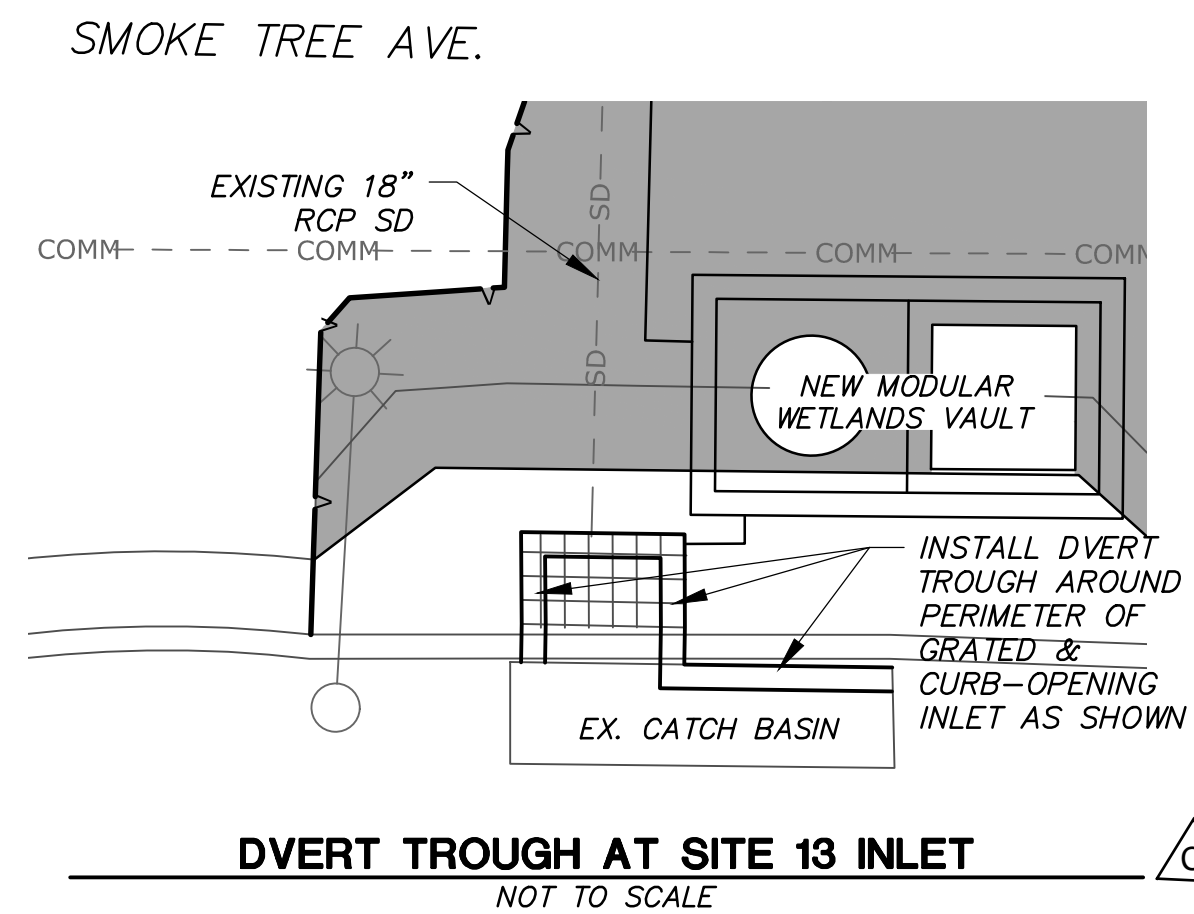 SMOKE TREE AVE.
EXISTING 18”
RCP SD
SD
COMM
COMM
COMM
COMM
COMM
SD
NEW MODULAR
WETLANDS VAULT
INSTALL DVERT
TROUGH AROUND
PERIMETER OF
GRATED &
CURB-OPENING
INLET AS SHOWN
EX. CATCH BASIN
DVERT TROUGH AT SITE 13 INLET
NOT TO SCALE